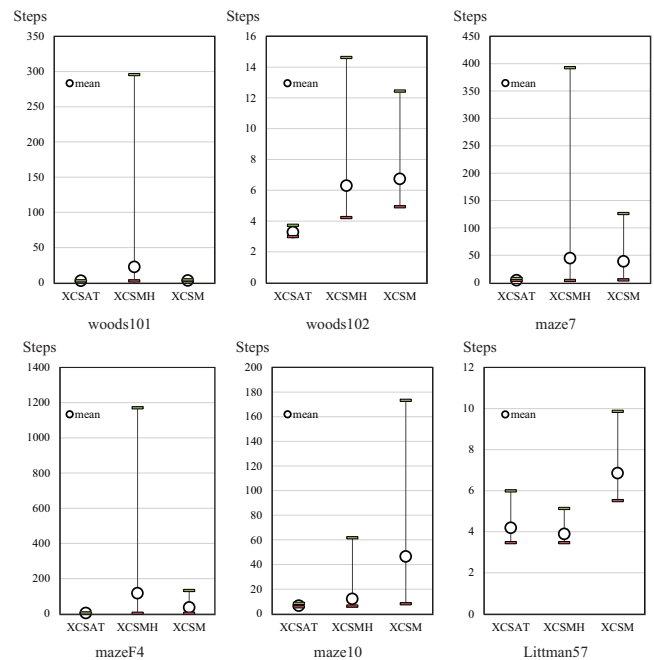 Steps
350
300
250
200
150
100
50
0
mean
XCSAT XCSMH XCSM
woods101
Steps
16
14
12
10
8
6
4
2
0
mean
XCSAT XCSMH XCSM
woods102
Steps
450
400
350
300
250
200
150
100
50
0
mean
XCSAT XCSMH XCSM
maze7
Steps
1400
1200
1000
800
600
400
200
0
mean
XCSAT XCSMH XCSM
mazeF4
Steps
200
180
160
140
120
100
80
60
40
20
0
mean
XCSAT XCSMH XCSM
maze10
Steps
12
10
8
6
4
2
0
mean
XCSAT XCSMH XCSM
Littman57